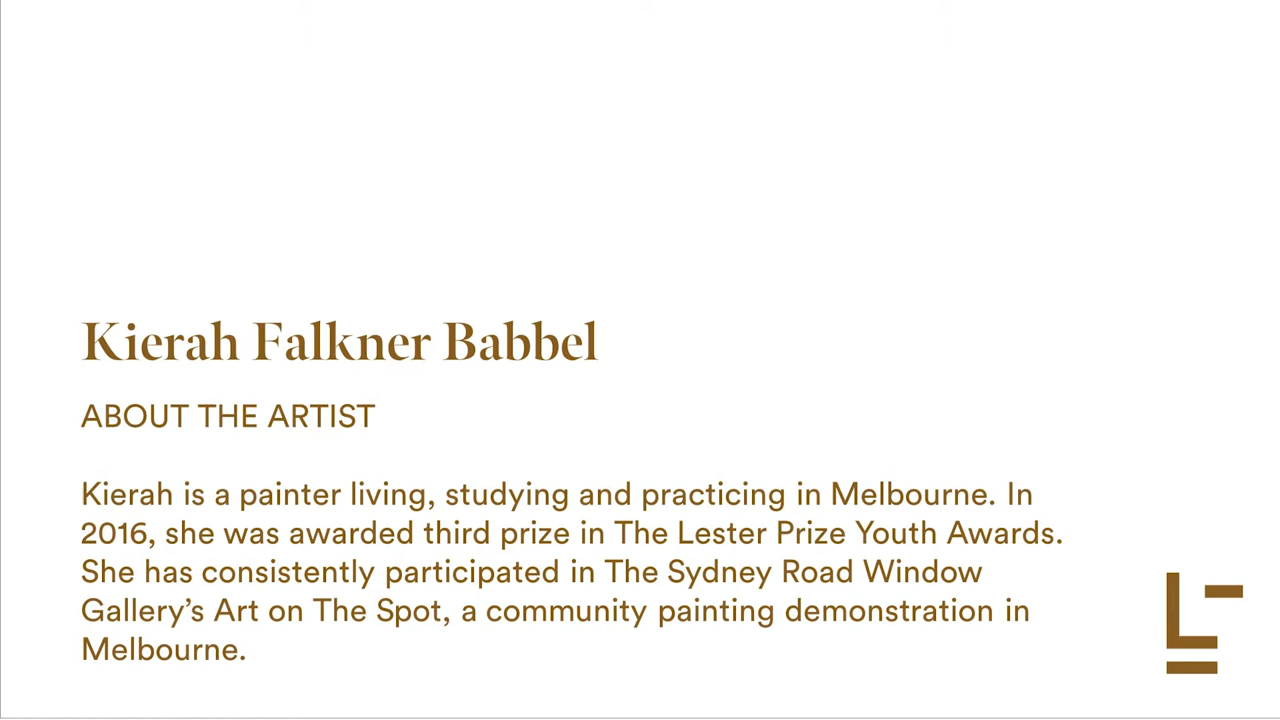 Kierah Falkner Babbel
ABOUT THE ARTIST
Kierah is a painter living, studying and practicing in Melbourne. In
2016, she was awarded third prize in The Lester Prize Youth Awards.
She has consistently participated in The Sydney Road Window
Gallery’s Art on The Spot, a community painting demonstration in
Melbourne.